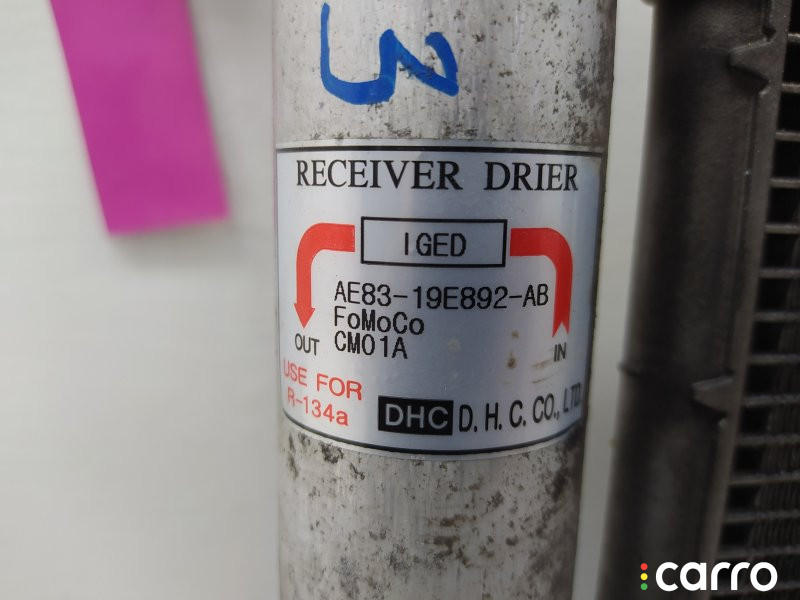 RECEIVER DRIER
IGED
AE83-19E892-AB
FoMoCo
CM01A
OUT
IN
USE FOR
R-134a
DHC D. H. C. CO., LTD.
carro